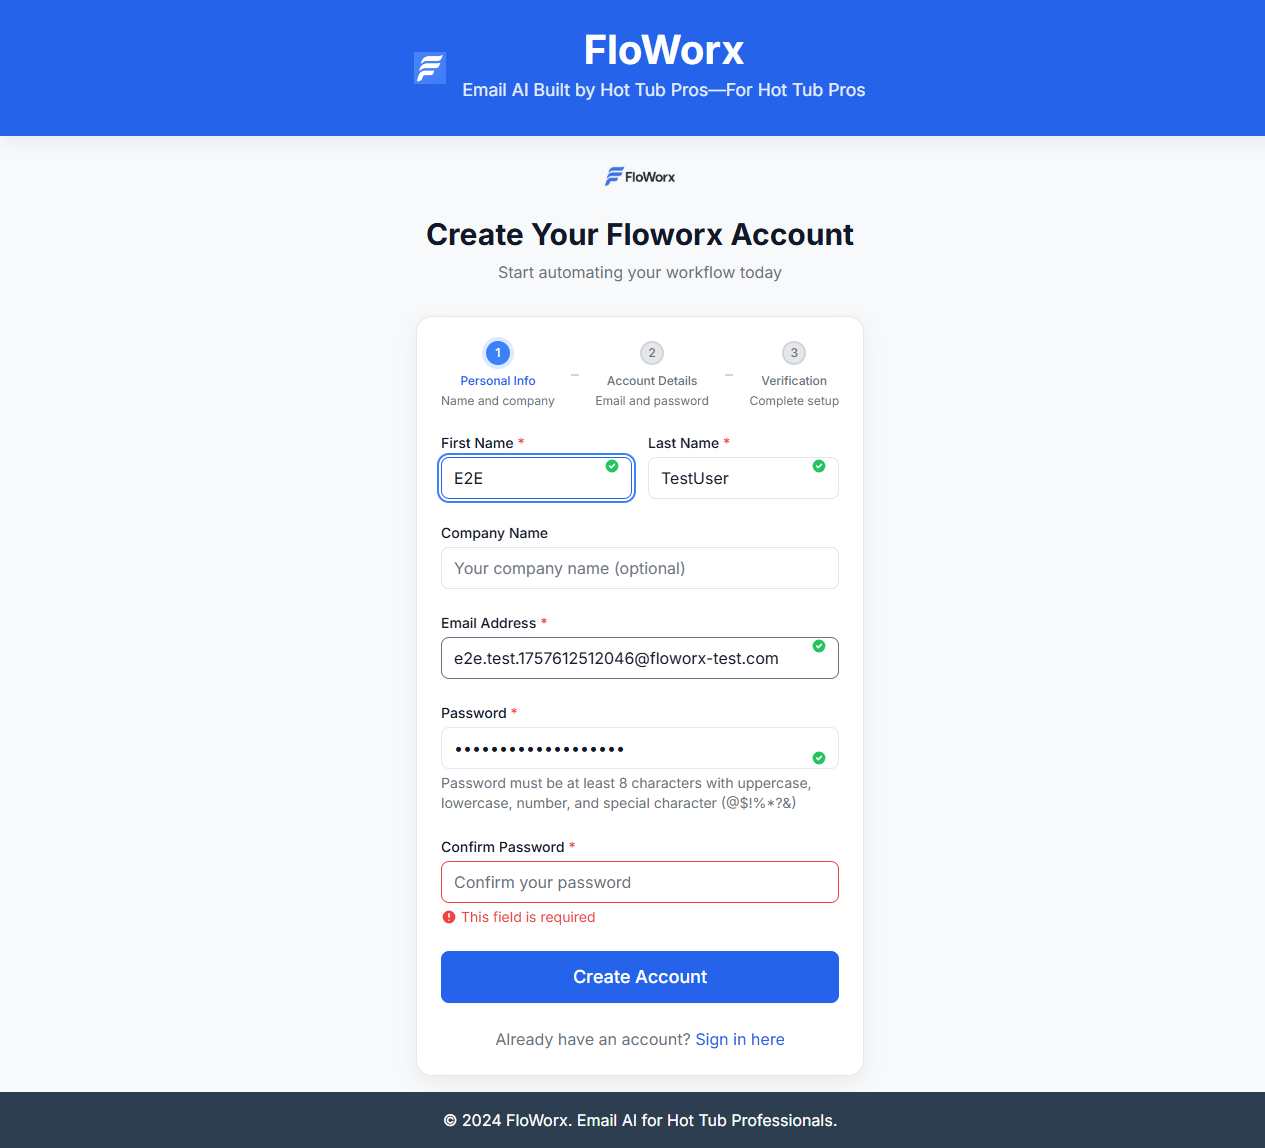 FloWorx
Email AI Built by Hot Tub Pros—For Hot Tub Pros
FloWorx
Create Your Floworx Account
Start automating your workflow today
1
Personal Info
Name and company
2
Account Details
Email and password
3
Verification
Complete setup
First Name *
E2E
Last Name *
TestUser
Company Name
Your company name (optional)
Email Address *
e2e.test.1757612512046@floworx-test.com
Password *
•••••••••••••••••••
Password must be at least 8 characters with uppercase,
lowercase, number, and special character (@$!%*?&)
Confirm Password *
Confirm your password
This field is required
Create Account
Already have an account? Sign in here
© 2024 FloWorx. Email AI for Hot Tub Professionals.